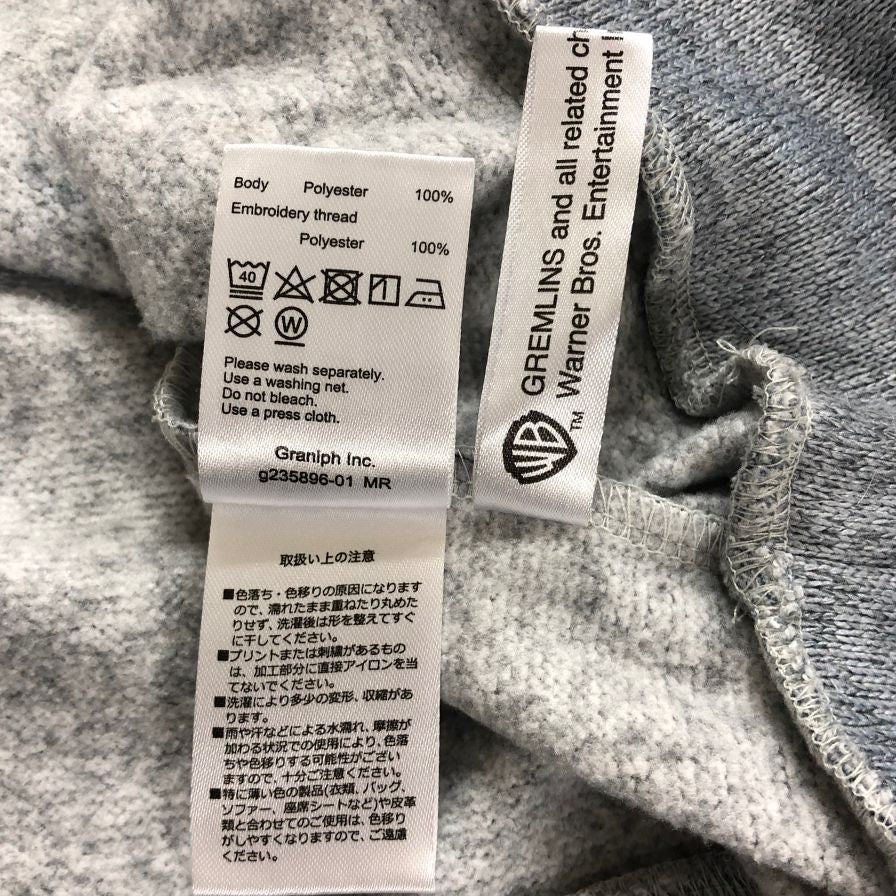 Body Polyester 100%
Embroidery thread
Polyester 100%
40
W
Please wash separately.
Use a washing net.
Do not bleach.
Use a press cloth.
Graniph Inc.
g235896-01 MR
取扱い上の注意
■色落ち・色移りの原因になります
ので、濡れたまま重ねたり丸めた
りせず、洗濯後は形を整えてすぐ
に干してください。
■プリントまたは刺繍があるもの
は、加工部分に直接アイロンを当
てないでください。
■洗濯により多少の変形、収縮があ
ります。
■雨や汗などによる水濡れ、摩擦が
加わる状況での使用により、色落
ちや色移りする可能性がござい
ますので、十分ご注意ください。
■特に薄い色の製品(衣類、バッグ、
ソファー、座席シートなど)や皮革
類と合わせてのご使用は、色移り
がしやすくなりますので、ご遠慮
ください。
GREMLINS and all related
WB TM Warner Bros. Entertainment